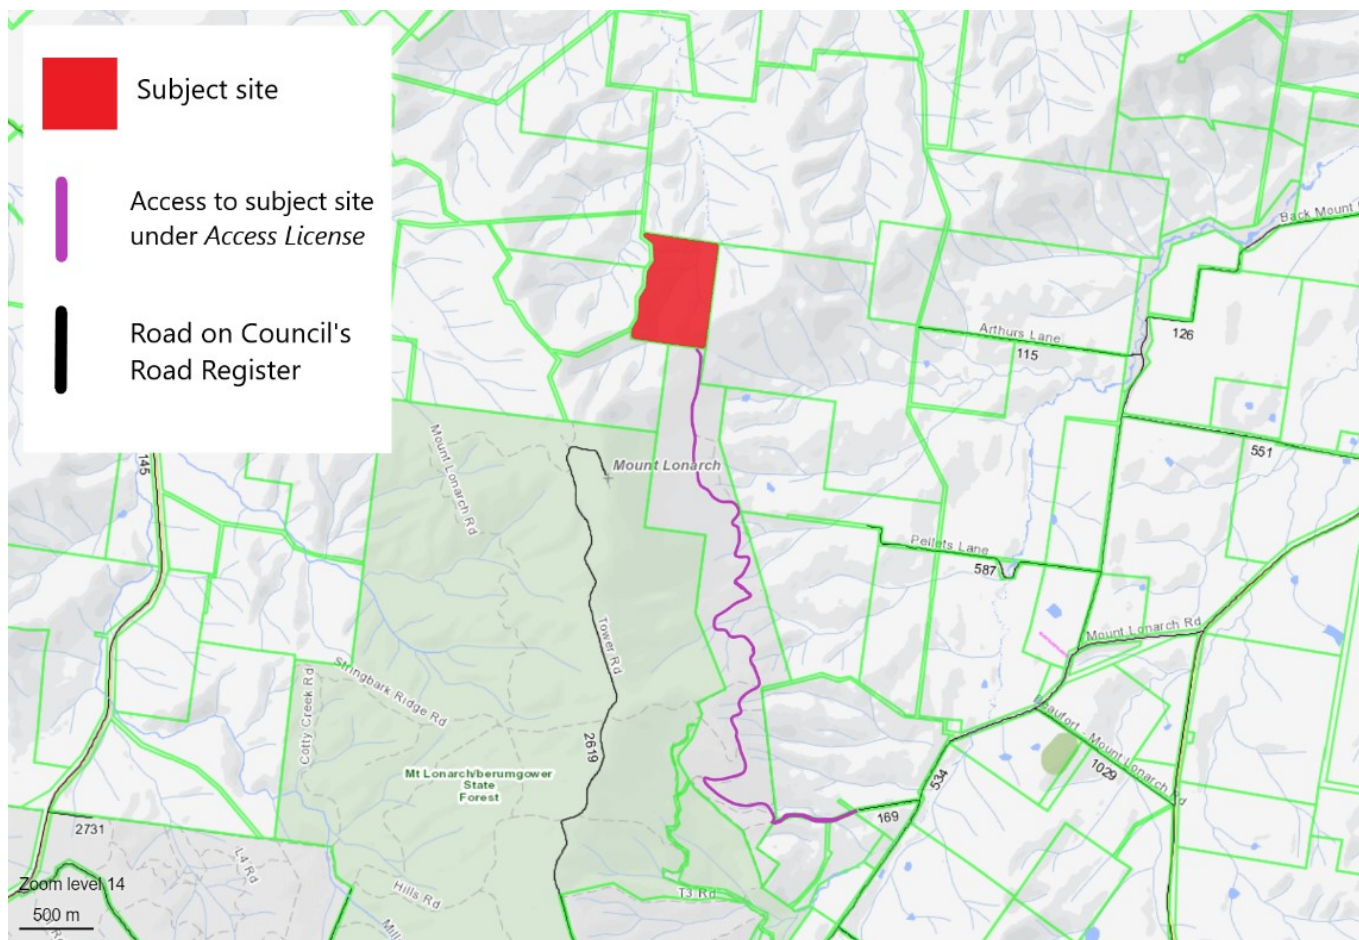 Subject site
Access to subject site
under Access License
Road on Council's
Road Register
Back Mount
126
Arthurs Lane
115
551
145
Mount Lonarch Rd
Mount Lonarch
Pellets Lane
587
Mount Lonarch Rd
Tower Rd
Stringbark Ridge Rd
Cotty Creek Rd
2619
Mt Lonarch/berumgower
State
Forest
Beaufort - Mount Lonarch Rd
1029
534
169
2731
L4 Rd
Zoom level 14
500 m
Hills Rd
T3 Rd